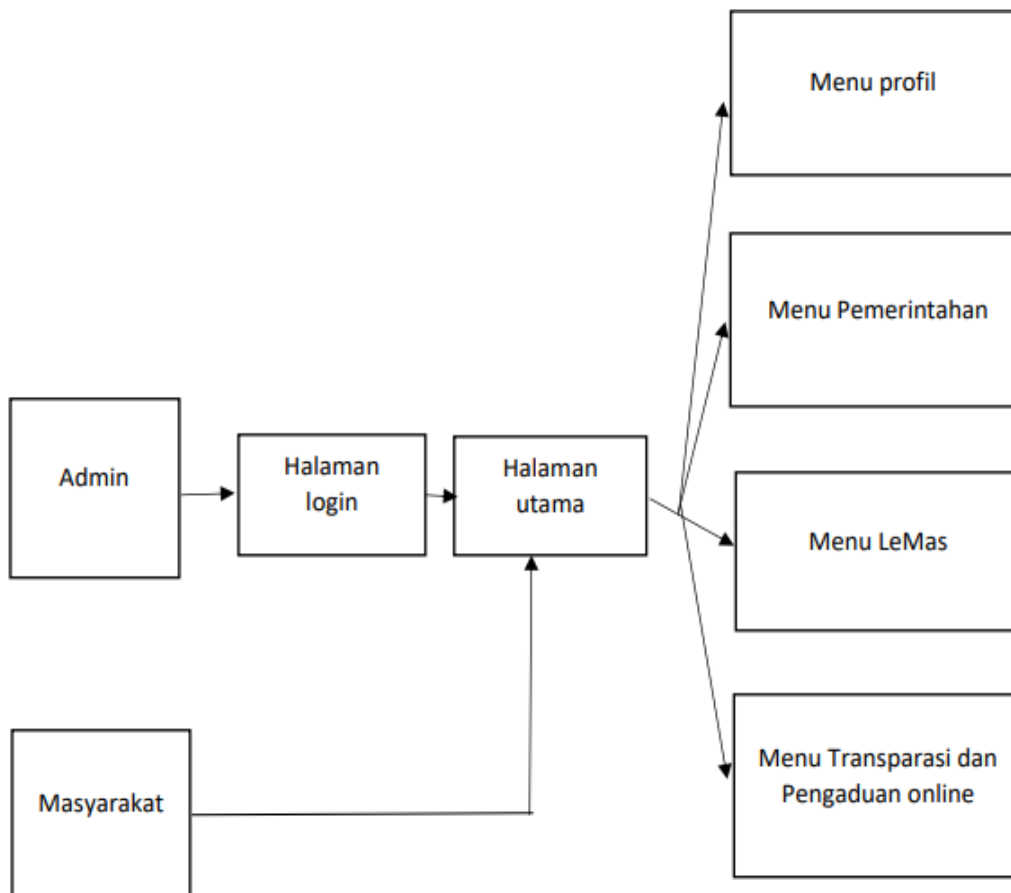 Menu profil
Menu Pemerintahan
Admin
Halaman
login
Halaman
utama
Menu LeMas
Masyarakat
Menu Transparasi dan
Pengaduan online